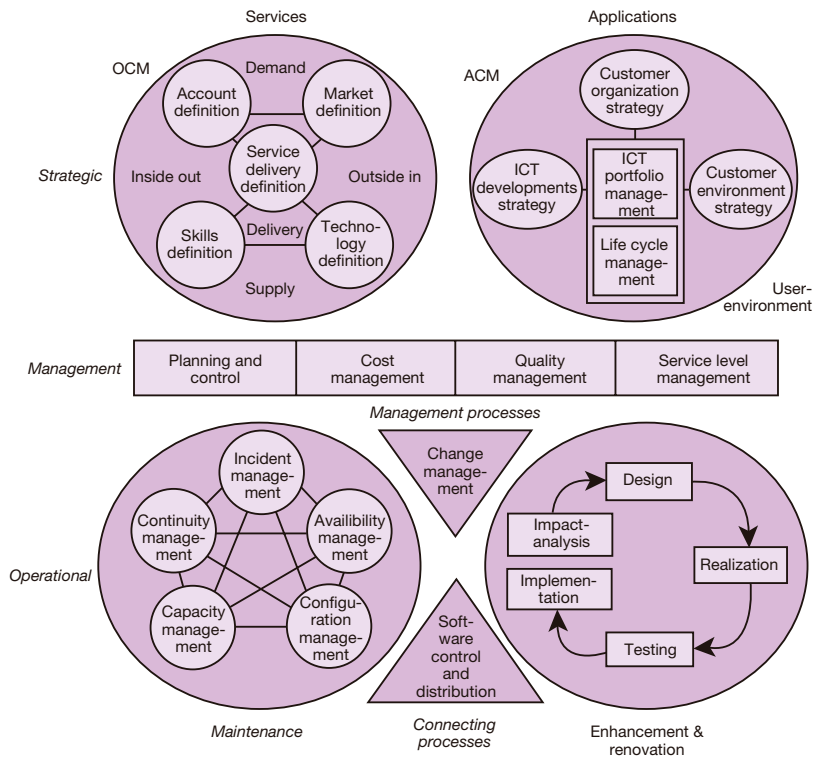 Services
Applications
OCM
Demand
ACM
Account
definition
Market
definition
Customer
organization
strategy
Strategic
Inside out
Service
delivery
definition
Outside in
ICT
developments
strategy
ICT
portfolio
manage-
ment
Customer
environment
strategy
Skills
definition
Delivery
Techno-
logy
definition
Life cycle
manage-
ment
Supply
User-
environment
Management
Planning and
control
Cost
management
Quality
management
Service level
management
Management processes
Incident
manage-
ment
Change
manage-
ment
Design
Continuity
manage-
ment
Availibility
manage-
ment
Impact-
analysis
Realization
Operational
Implemen-
tation
Capacity
manage-
ment
Configu-
ration
manage-
ment
Soft-
ware
control
and
distribution
Testing
Maintenance
Connecting
processes
Enhancement &
renovation